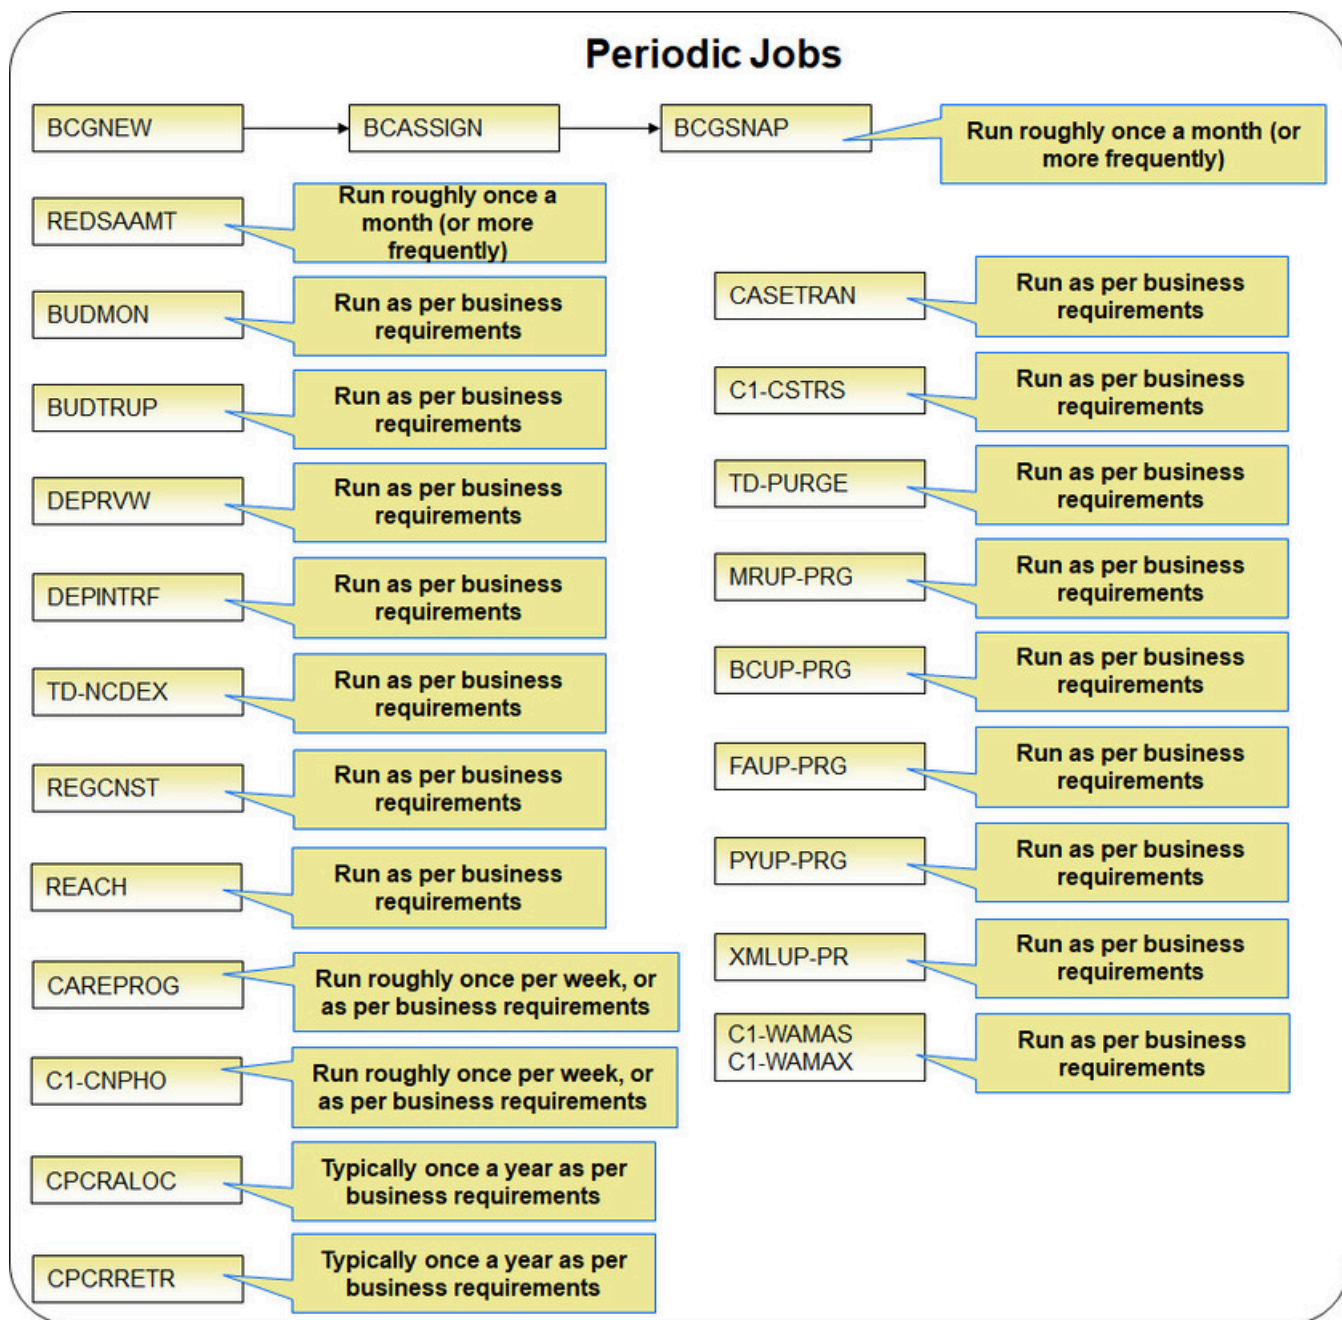 Periodic Jobs
BCGNEW
BCASSIGN
BCGSNAP
Run roughly once a month (or
more frequently)
REDSAAMT
Run roughly once a
month (or more
frequently)
BUDMON
Run as per business
requirements
BUDTRUP
Run as per business
requirements
DEPRVW
Run as per business
requirements
DEPINTRF
Run as per business
requirements
TD-NCDEX
Run as per business
requirements
REGCNST
Run as per business
requirements
REACH
Run as per business
requirements
CAREPROG
Run roughly once per week, or
as per business requirements
C1-CNPHO
Run roughly once per week, or
as per business requirements
CPCRALOC
Typically once a year as per
business requirements
CPCRRETR
Typically once a year as per
business requirements
CASETRAN
Run as per business
requirements
C1-CSTRS
Run as per business
requirements
TD-PURGE
Run as per business
requirements
MRUP-PRG
Run as per business
requirements
BCUP-PRG
Run as per business
requirements
FAUP-PRG
Run as per business
requirements
PYUP-PRG
Run as per business
requirements
XMLUP-PR
Run as per business
requirements
C1-WAMAS
C1-WAMAX
Run as per business
requirements